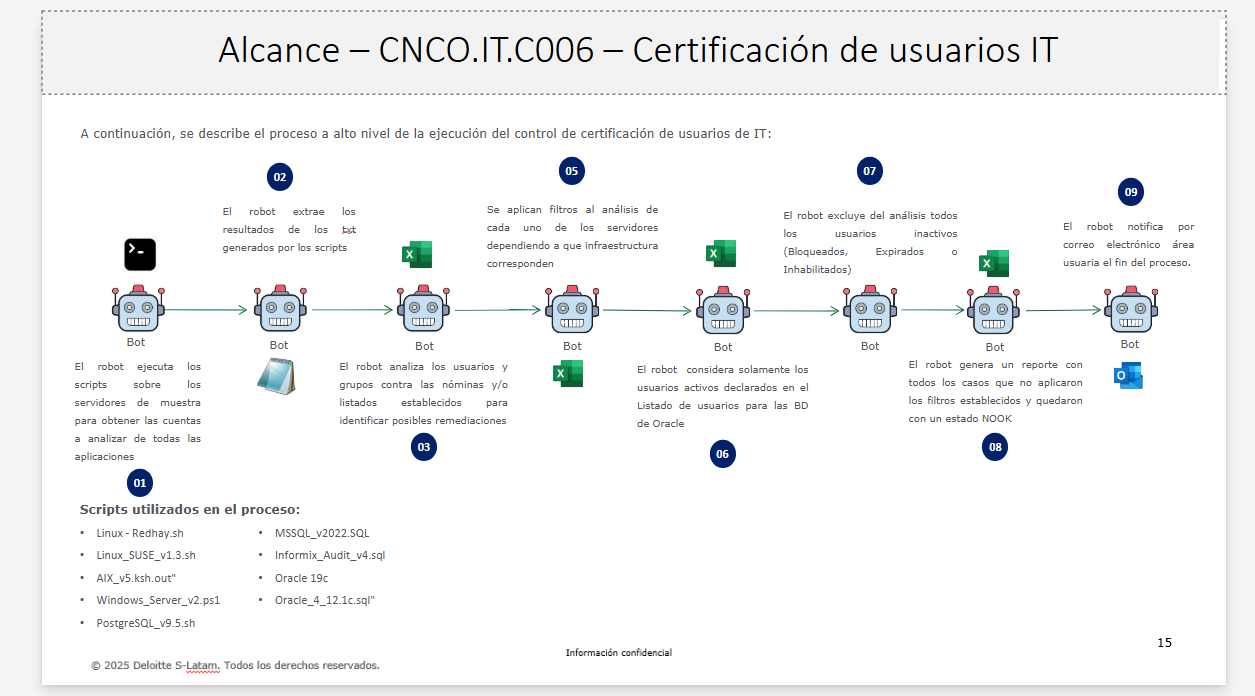 Alcance – CNCO.IT.C006 – Certificación de usuarios IT
A continuación, se describe el proceso a alto nivel de la ejecución del control de certificación de usuarios de IT:
01
El robot ejecuta los
scripts sobre los
servidores de muestra
para obtener las cuentas
a analizar de todas las
aplicaciones
Bot
02
El robot extrae los
resultados de los txt
generados por los scripts
Bot
El robot analiza los usuarios y
grupos contra las nóminas y/o
listados establecidos para
identificar posibles remediaciones
03
Bot
05
Se aplican filtros al análisis de
cada uno de los servidores
dependiendo a que infraestructura
corresponden
Bot
El robot considera solamente los
usuarios activos declarados en el
Listado de usuarios para las BD
de Oracle
06
Bot
07
El robot excluye del análisis todos
los usuarios inactivos
(Bloqueados, Expirados o
Inhabilitados)
Bot
El robot genera un reporte con
todos los casos que no aplicaron
los filtros establecidos y quedaron
con un estado NOOK
08
Bot
09
El robot notifica por
correo electrónico área
usuaria el fin del proceso.
Bot
Scripts utilizados en el proceso:
• Linux - Redhay.sh
• Linux_SUSE_v1.3.sh
• AIX_v5.ksh.out"
• Windows_Server_v2.ps1
• PostgreSQL_v9.5.sh
• MSSQL_v2022.SQL
• Informix_Audit_v4.sql
• Oracle 19c
• Oracle_4_12.1c.sql"
15
Información confidencial
© 2025 Deloitte S-Latam. Todos los derechos reservados.